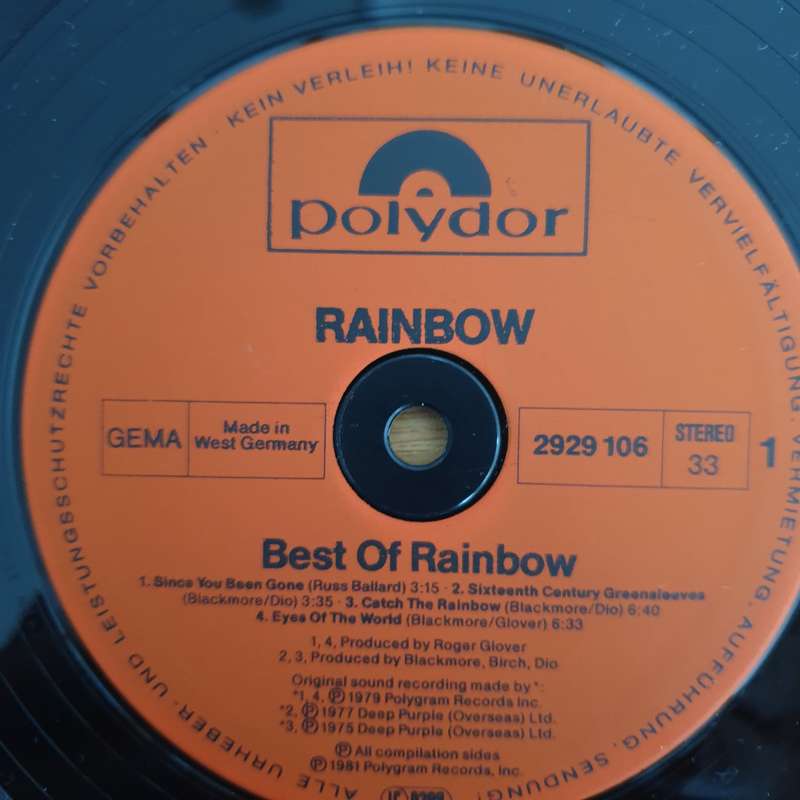 ALLE URHEBER- UND LEISTUNGSSCHUTZRECHTE VORBEHALTEN · KEIN VERLEIH! KEINE UNERLAUBTE VERVIELFÄLTIGUNG, VERMIETUNG, AUFFÜHRUNG, SENDUNG!
polydor
RAINBOW
GEMA
Made in
West Germany
2929 106
STEREO
33
1
Best Of Rainbow
1. Since You Been Gone (Russ Ballard) 3:15 · 2. Sixteenth Century Greensleeves
(Blackmore/Dio) 3:35 · 3. Catch The Rainbow (Blackmore/Dio) 6:40
4. Eyes Of The World (Blackmore/Glover) 6:33
1, 4, Produced by Roger Glover
2, 3, Produced by Blackmore, Birch, Dio
Original sound recording made by*:
*1, 4, ℗ 1979 Polygram Records Inc.
*2, ℗ 1977 Deep Purple (Overseas) Ltd.
*3, ℗ 1975 Deep Purple (Overseas) Ltd.
℗ All compilation sides
℗ 1981 Polygram Records, Inc.